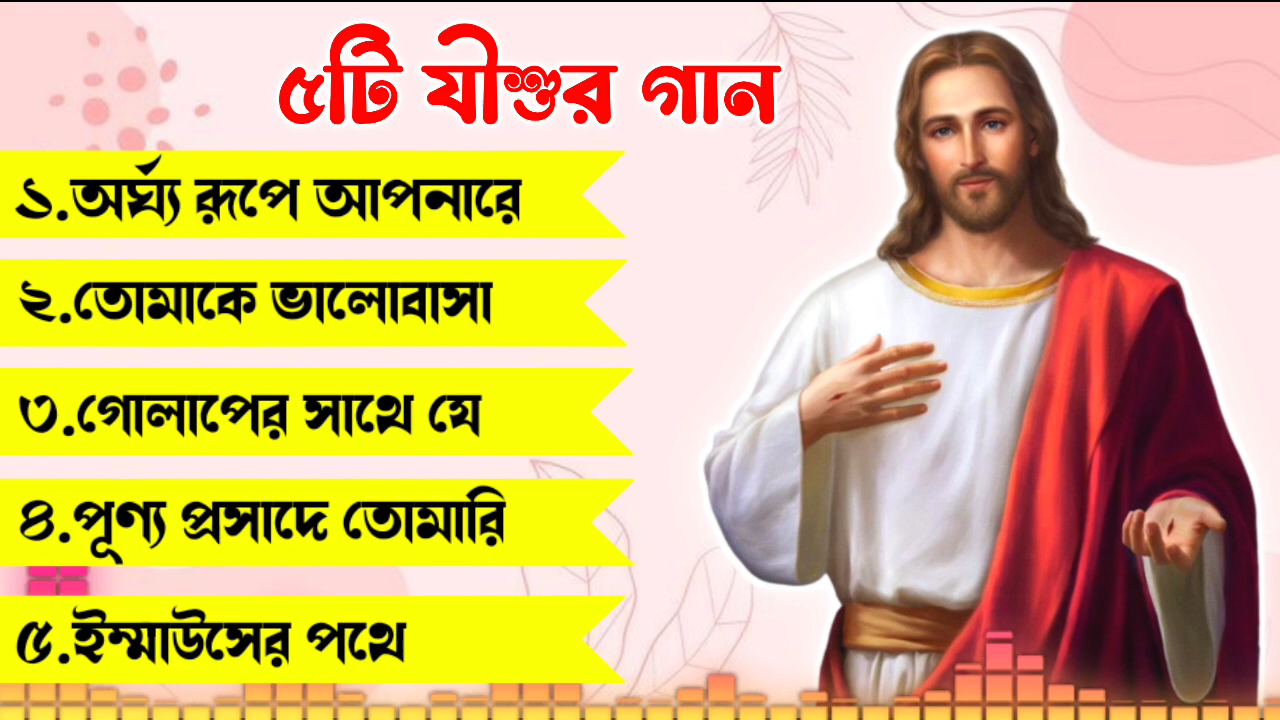 ৫টি যীশুর গান
১.অর্ঘ্য রূপে আপনারে
২.তোমাকে ভালোবাসা
৩.গোলাপের সাথে যে
৪.পূণ্য প্রসাদে তোমারি
৫.ইম্মাউসের পথে